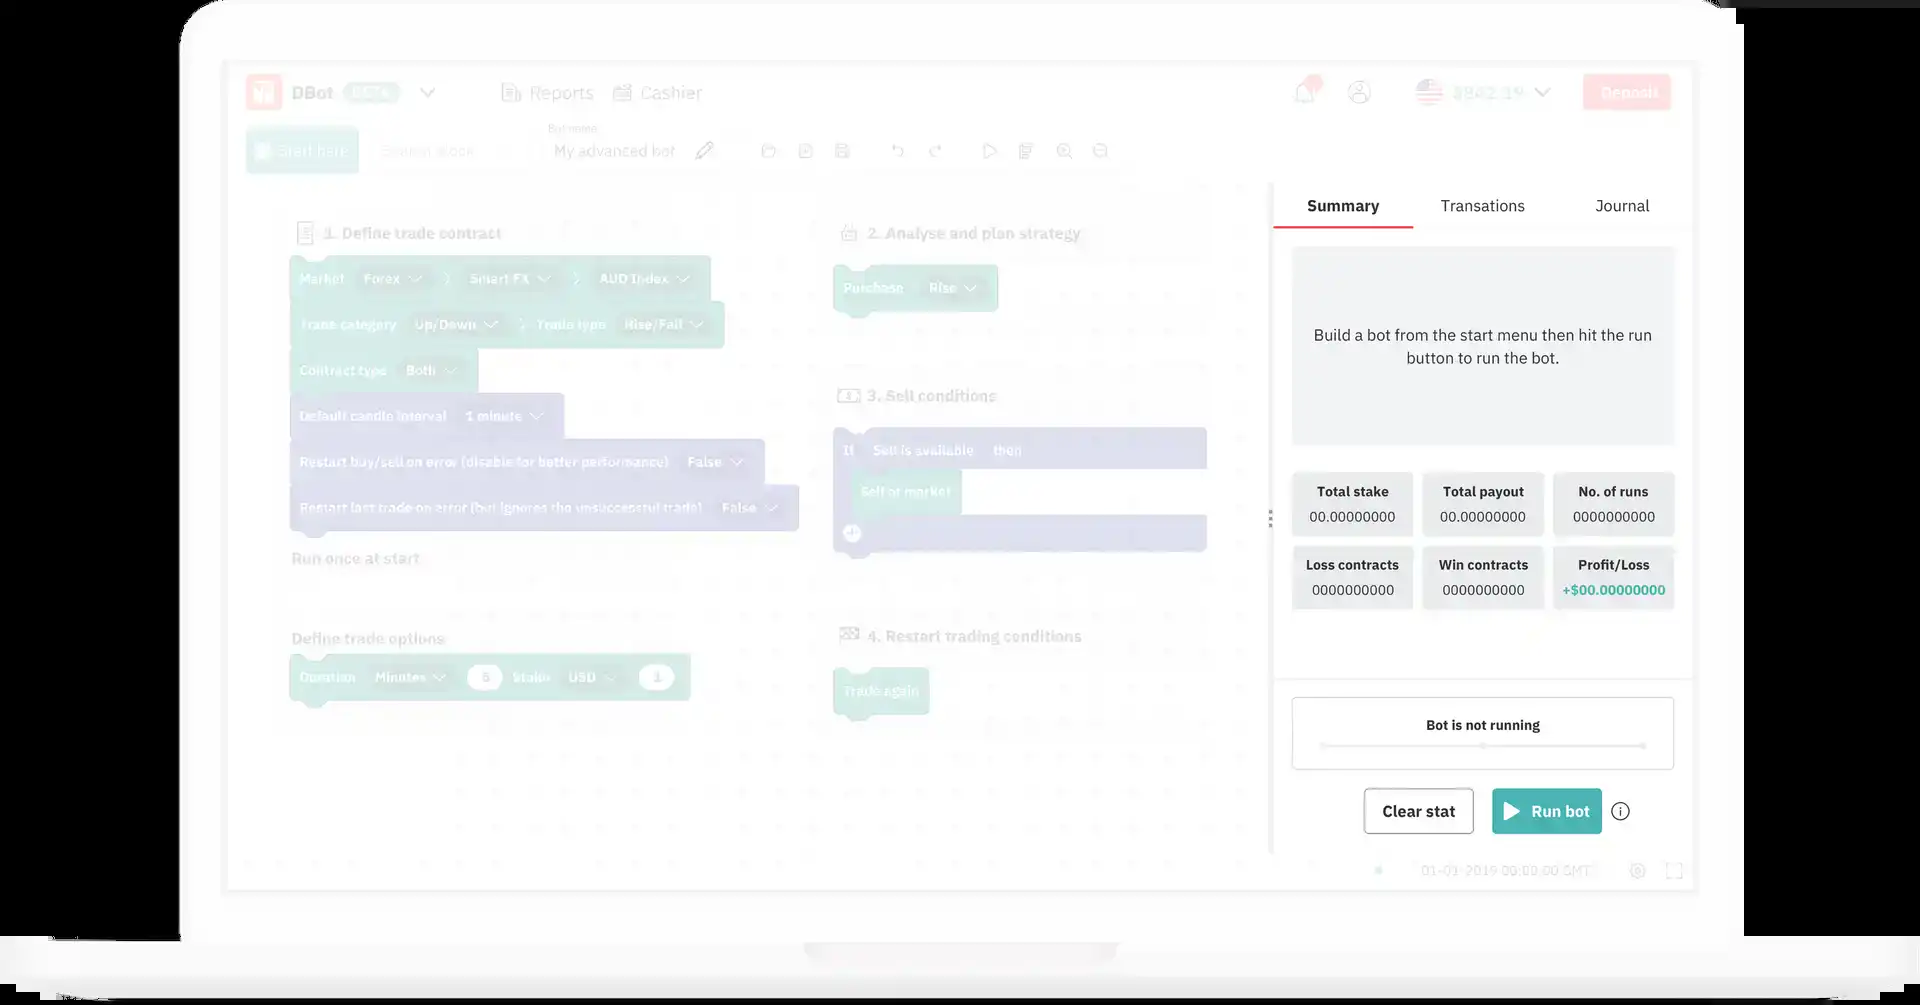 DBot BETA
Reports
Cashier
$842.19
Deposit
Start here
Bot name
My advanced bot
Summary
Transations
Journal
1. Define trade contract
Market Forex Smart FX AUD Index
Trade category Up/Down Trade type Rise/Fall
Contract type Both
Default candle interval 1 minute
Restart buy/sell on error (disable for better performance) False
Restart last trade on error (bot ignores the unsuccessful trade) False
Run once at start
Define trade options
Duration Minutes 5 Stake USD 1
2. Analyse and plan strategy
Purchase Rise
3. Sell conditions
If Sell is available then
Sell at market
4. Restart trading conditions
Trade again
Build a bot from the start menu then hit the run
button to run the bot.
Total stake
00.00000000
Total payout
00.00000000
No. of runs
0000000000
Loss contracts
0000000000
Win contracts
0000000000
Profit/Loss
+$00.00000000
Bot is not running
Clear stat
Run bot
01-01-2019 00:00:00 GMT